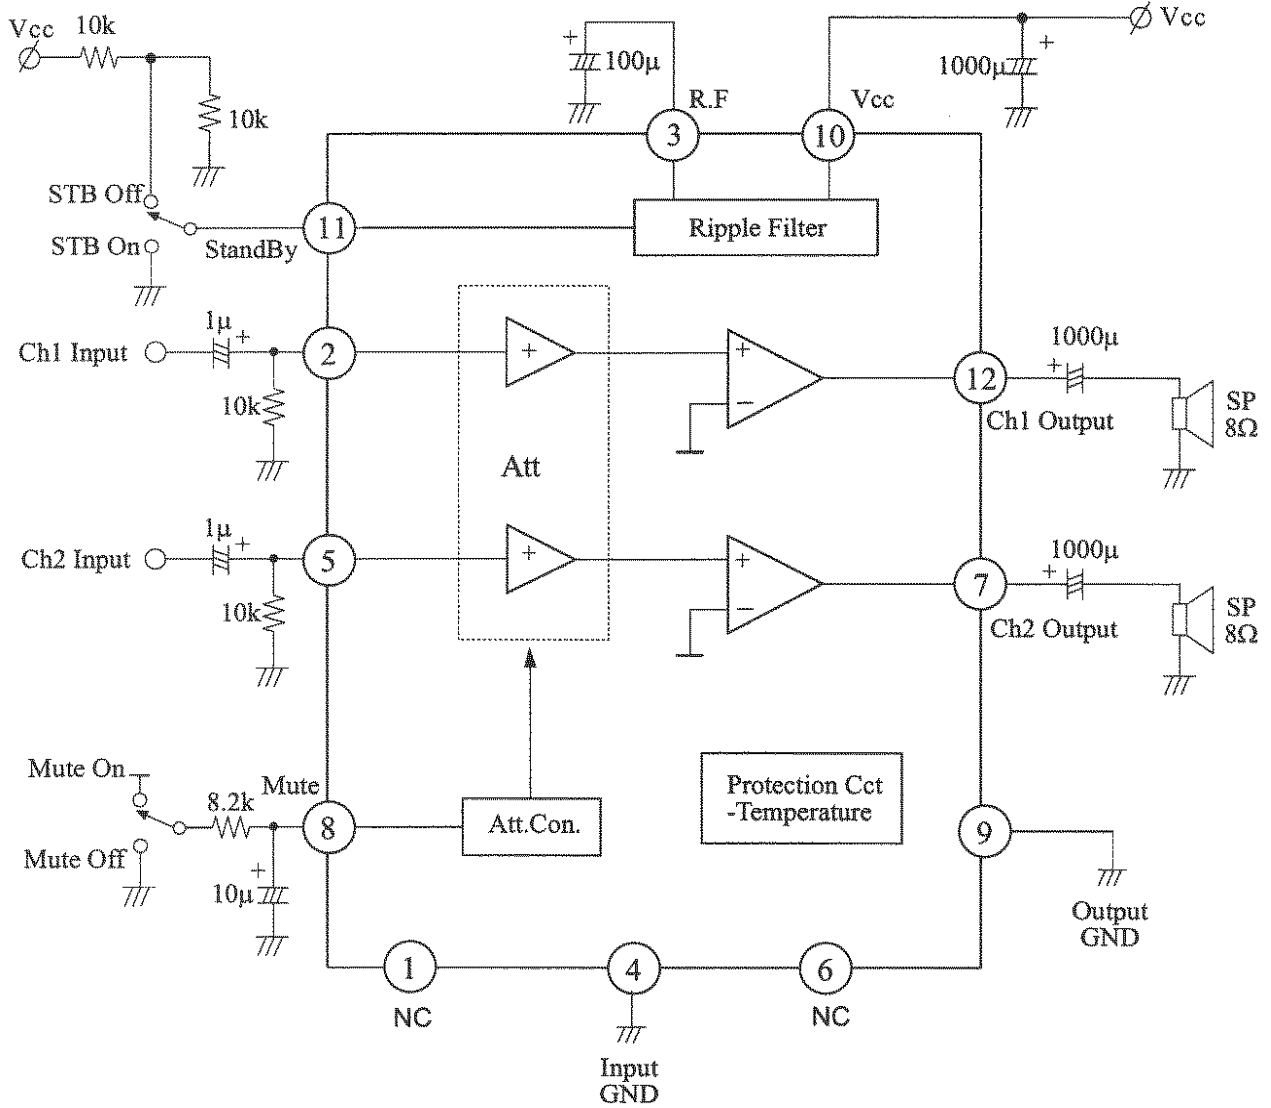 Vcc
10k
10k
+
100µ
R.F
3
Vcc
10
1000µ
+
Vcc
STB Off
STB On
StandBy
11
Ripple Filter
Ch1 Input
1µ
+
10k
2
+
+
−
12
Ch1 Output
1000µ
+
SP
8Ω
Att
Ch2 Input
1µ
+
10k
5
+
+
−
7
Ch2 Output
1000µ
+
SP
8Ω
Mute On
Mute Off
8.2k
Mute
8
+
10µ
Att.Con.
Protection Cct
-Temperature
9
Output
GND
1
NC
4
Input
GND
6
NC